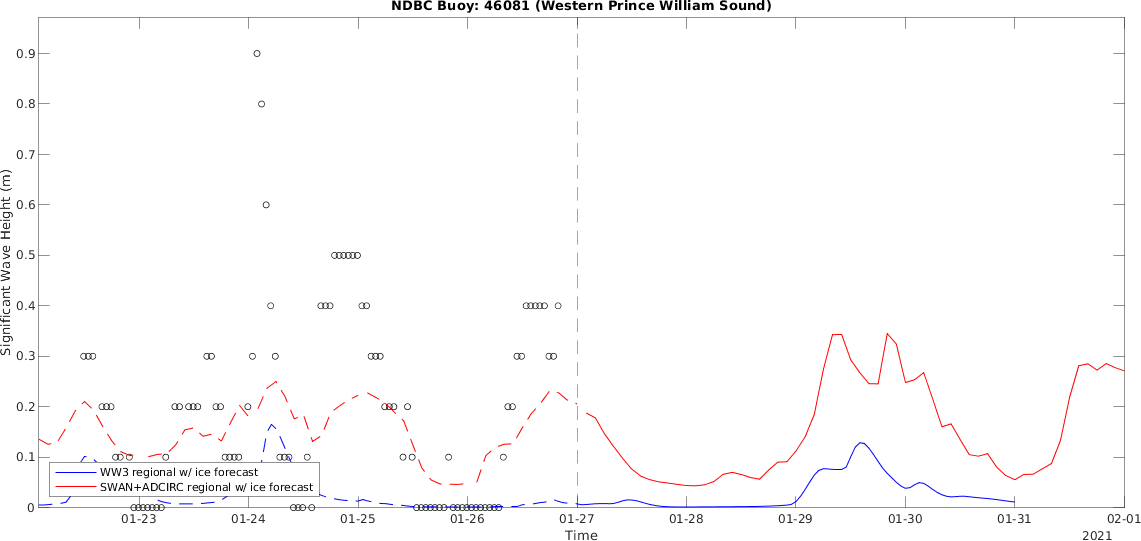 NDBC Buoy: 46081 (Western Prince William Sound)
Significant Wave Height (m)
0.9
0.8
0.7
0.6
0.5
0.4
0.3
0.2
0.1
0
WW3 regional w/ ice forecast
SWAN+ADCIRC regional w/ ice forecast
01-23 01-24 01-25 01-26 01-27 01-28 01-29 01-30 01-31 02-01
Time
2021